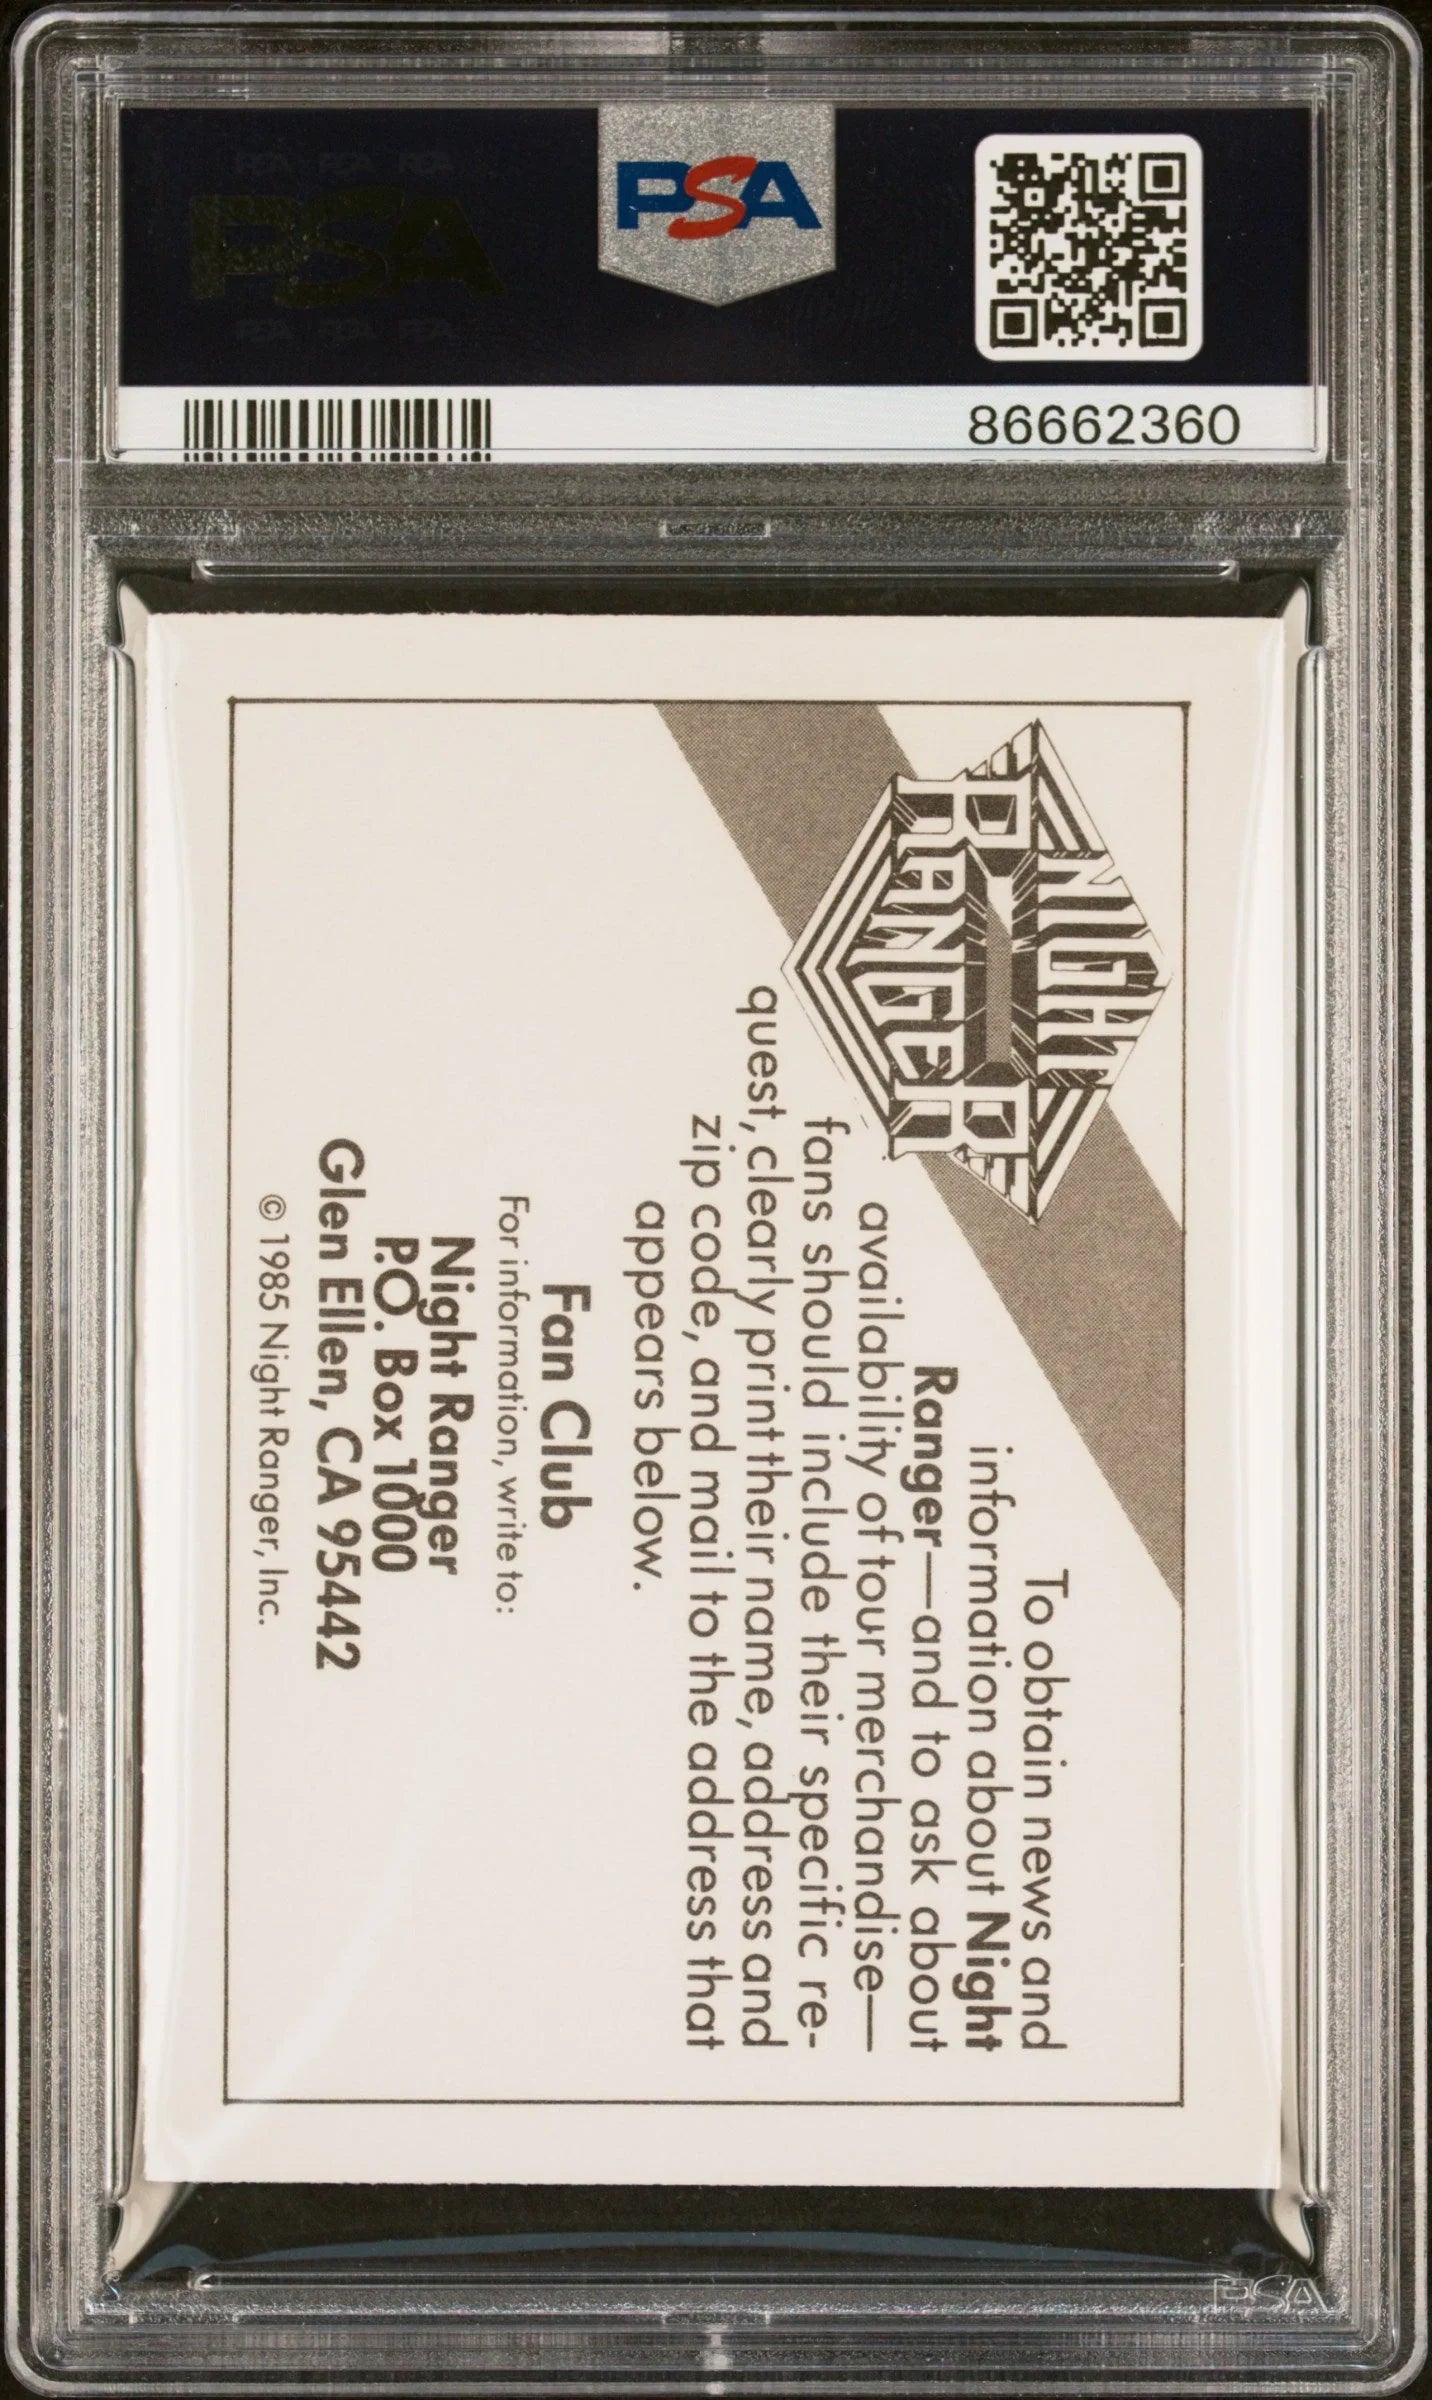 PSA
PSA
86662360
NIGHT
RANGER
To obtain news and
information about Night
Ranger—and to ask about
availability of tour merchandise—
fans should include their specific re-
quest, clearly print their name, address and
zip code, and mail to the address that
appears below.
Fan Club
For information, write to:
Night Ranger
P.O. Box 1000
Glen Ellen, CA 95442
© 1985 Night Ranger, Inc.
PSA